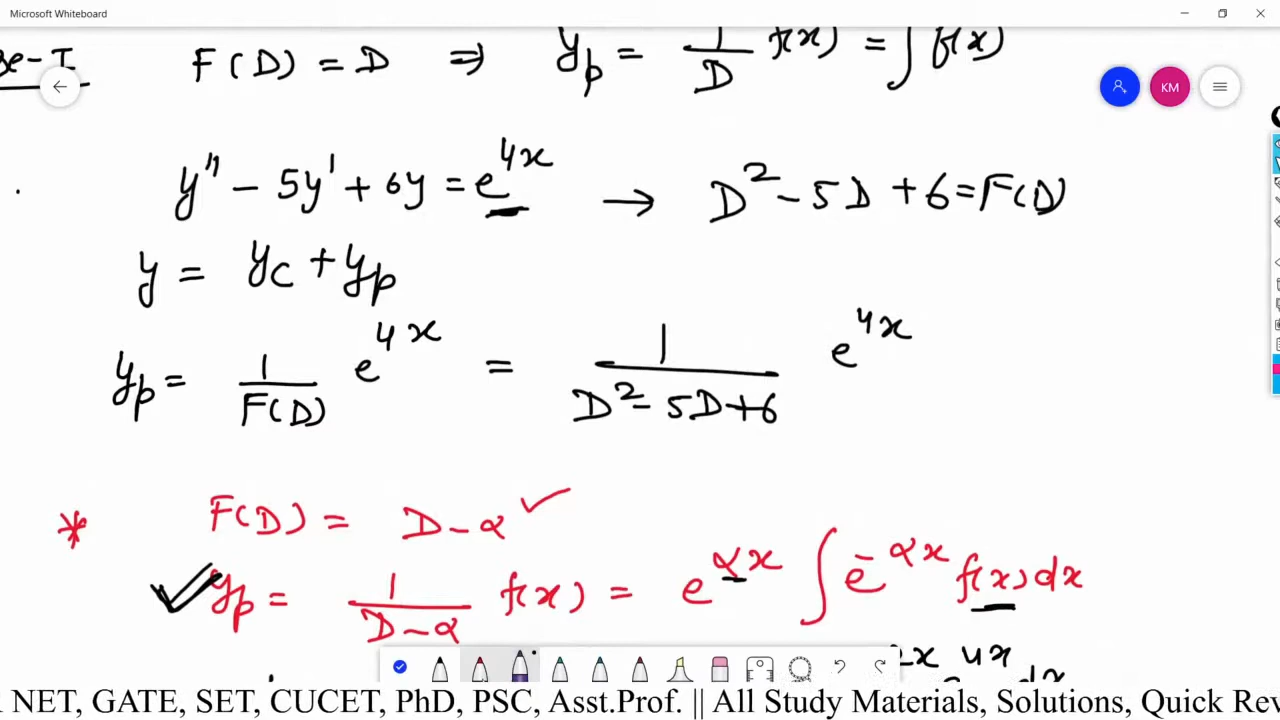 Microsoft Whiteboard
F(D) = D ⇒ y_p = 1/D f(x) = ∫ f(x)
KM
y" - 5y' + 6y = e^{4x} → D^2 - 5D + 6 = F(D)
y = y_c + y_p
y_p = 1/F(D) e^{4x} = 1/(D^2 - 5D + 6) e^{4x}
* F(D) = D - α ✓
✓ y_p = 1/(D - α) f(x) = e^{αx} ∫ e^{-αx} f(x) dx
NET, GATE, SET, CUCET, PhD, PSC, Asst.Prof. || All Study Materials, Solutions, Quick Rev